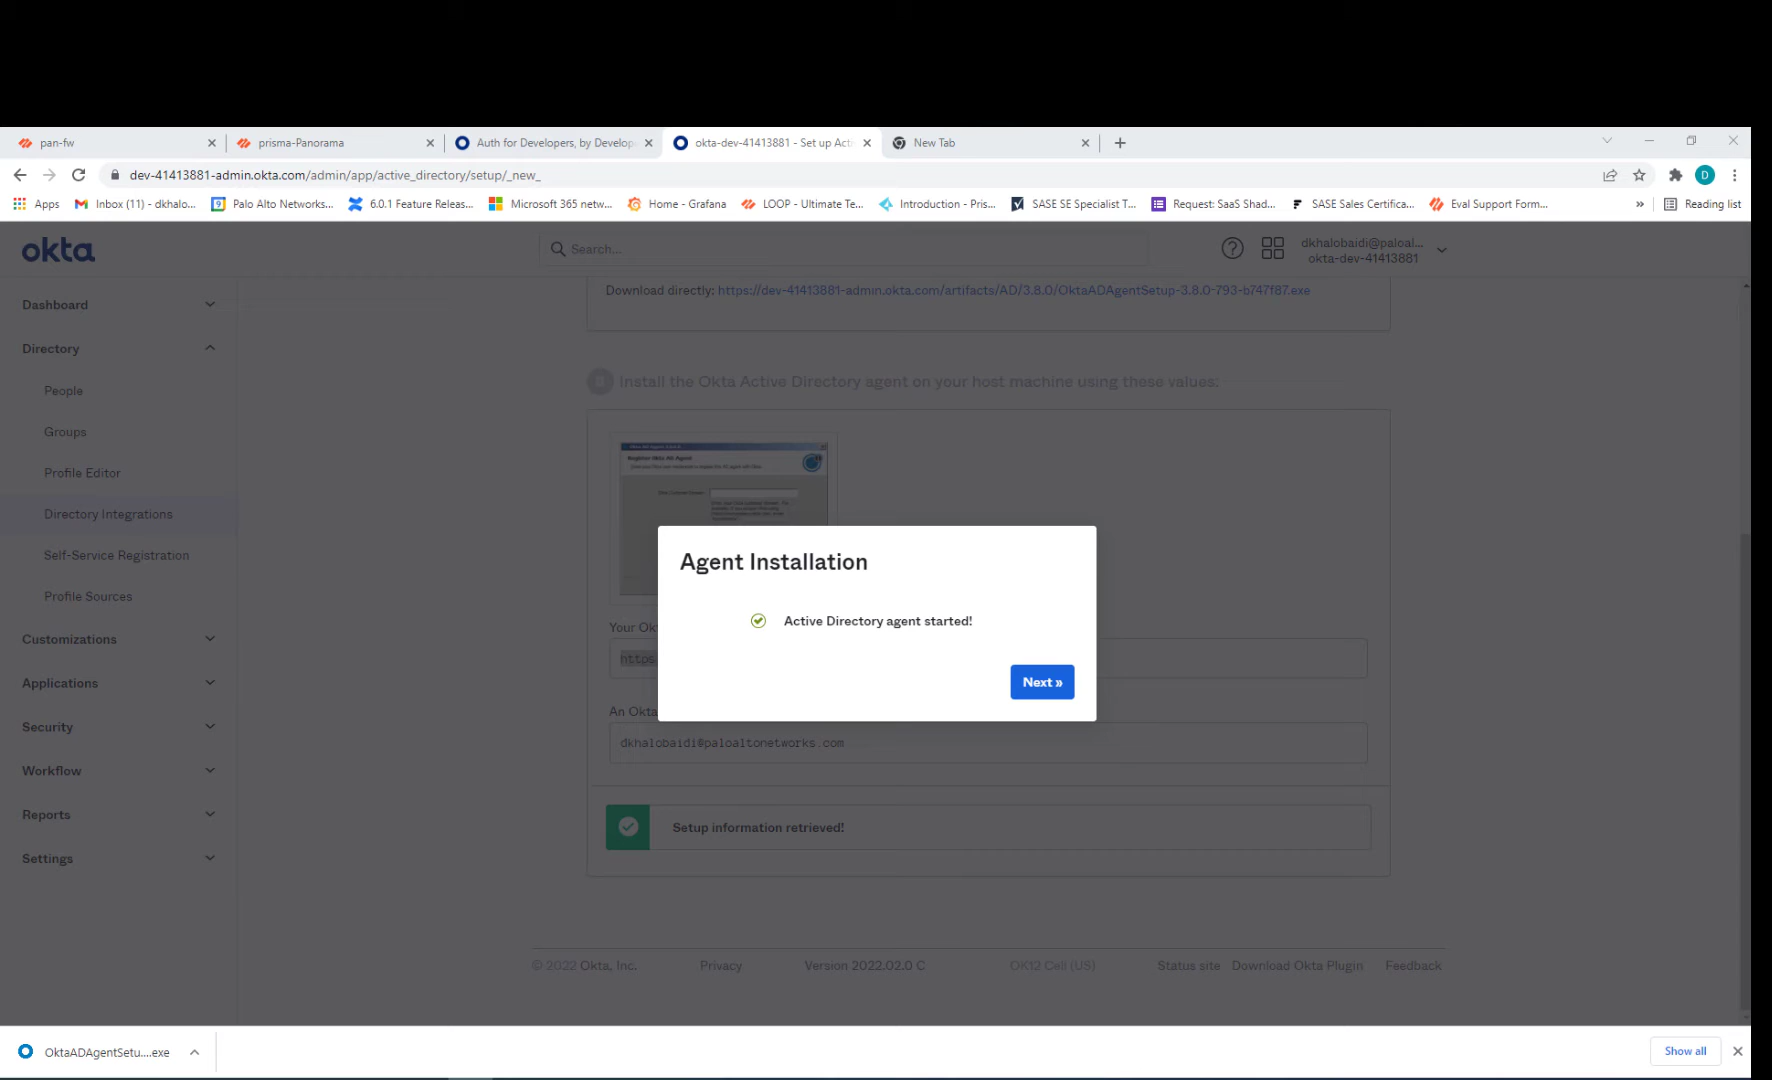 pan-fw
prisma-Panorama
Auth for Developers, by Develop
okta-dev-41413881 - Set up Acti
New Tab
dev-41413881-admin.okta.com/admin/app/active_directory/setup/_new_
Apps
Inbox (11) - dkhalo...
Palo Alto Networks...
6.0.1 Feature Releas...
Microsoft 365 netw...
Home - Grafana
LOOP - Ultimate Te...
Introduction - Pris...
SASE SE Specialist T...
Request: SaaS Shad...
SASE Sales Certifica...
Eval Support Form...
»
Reading list
okta
Search...
dkhalobaidi@paloal...
okta-dev-41413881
Dashboard
Directory
People
Groups
Profile Editor
Directory Integrations
Self-Service Registration
Profile Sources
Customizations
Applications
Security
Workflow
Reports
Settings
Download directly: https://dev-41413881-admin.okta.com/artifacts/AD/3.8.0/OktaADAgentSetup-3.8.0-793-b747f87.exe
Install the Okta Active Directory agent on your host machine using these values:
Register Okta AD Agent
Your Ok
https
An Okta
dkhalobaidi@paloaltonetworks.com
Setup information retrieved!
Agent Installation
Active Directory agent started!
Next »
© 2022 Okta, Inc.
Privacy
Version 2022.02.0 C
OK12 Cell (US)
Status site
Download Okta Plugin
Feedback
OktaADAgentSetu....exe
Show all